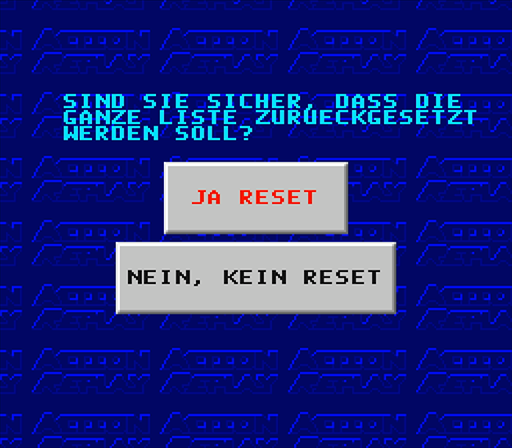 SIND SIE SICHER, DASS DIE
GANZE LISTE ZURUECKGESETZT
WERDEN SOLL?
JA RESET
NEIN, KEIN RESET